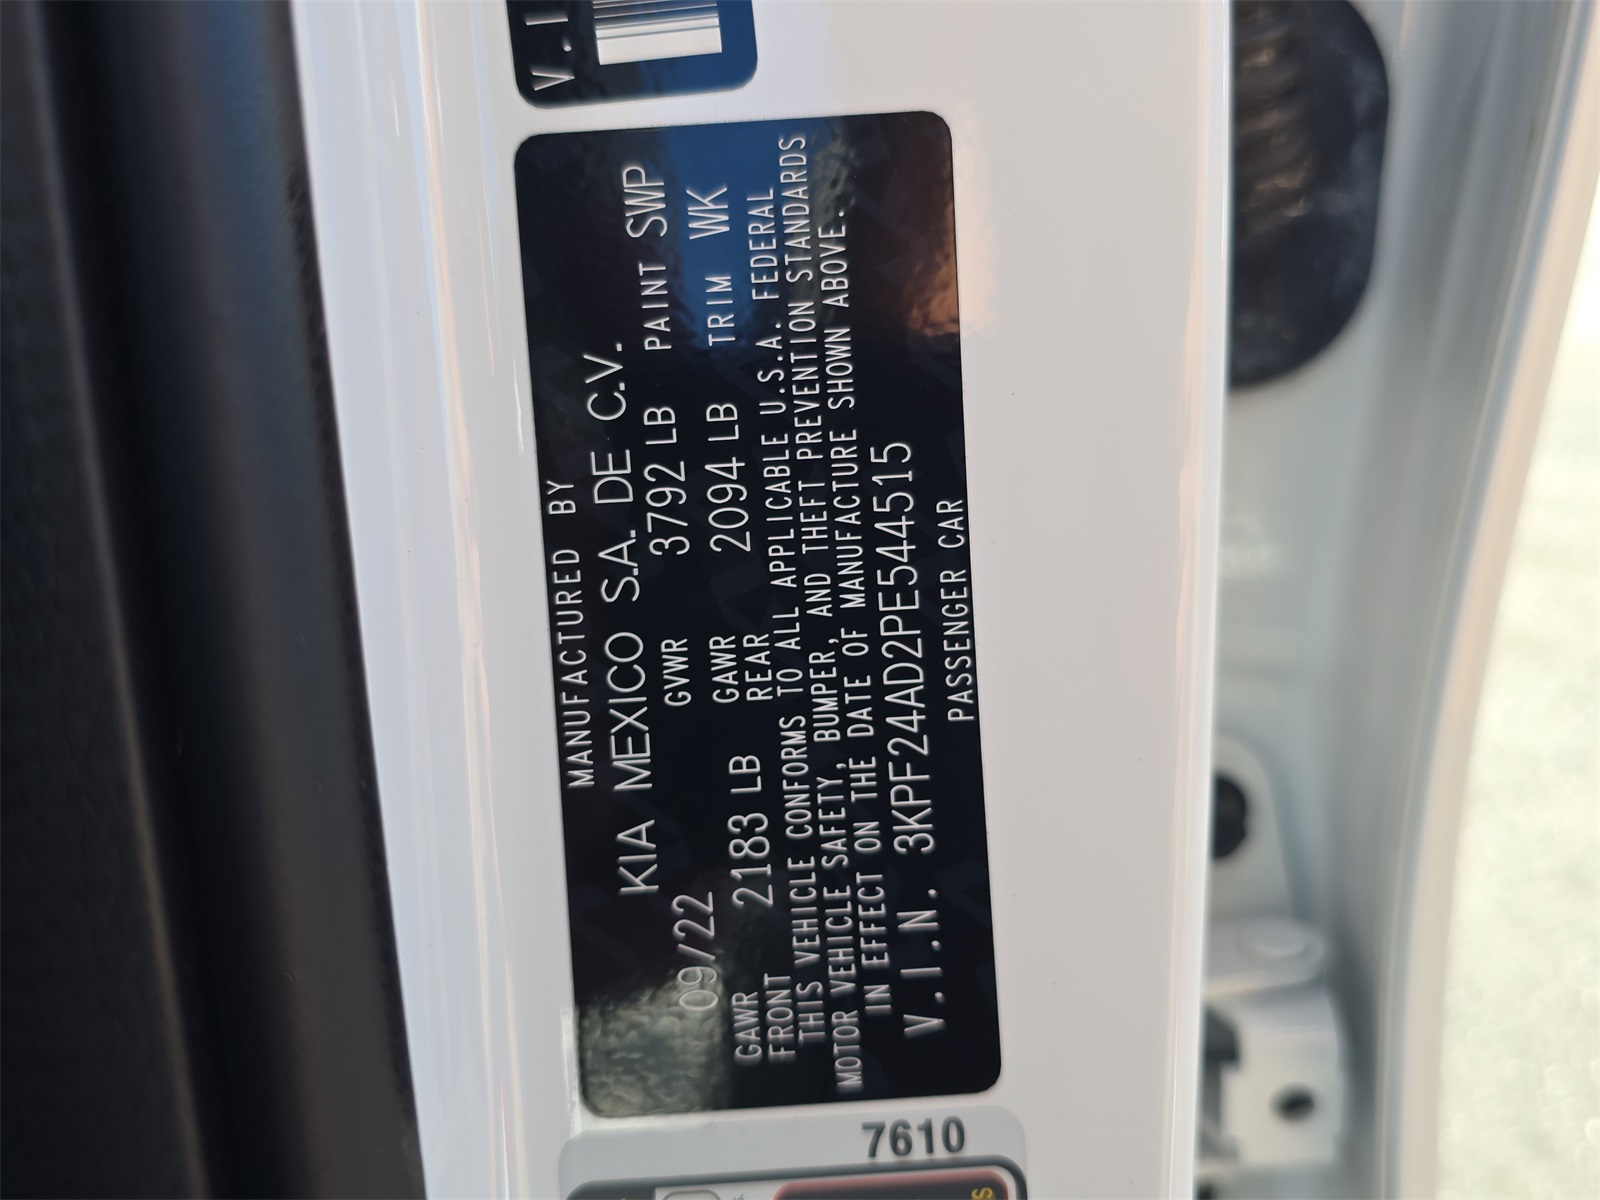 V.I
MANUFACTURED BY
KIA MEXICO S.A. DE C.V.
09/22 GVWR 3792 LB PAINT SWP
GAWR FRONT 2183 LB GAWR REAR 2094 LB TRIM WK
THIS VEHICLE CONFORMS TO ALL APPLICABLE U.S.A. FEDERAL
MOTOR VEHICLE SAFETY, BUMPER, AND THEFT PREVENTION STANDARDS
IN EFFECT ON THE DATE OF MANUFACTURE SHOWN ABOVE.
V.I.N. 3KPF24AD2PE544515
PASSENGER CAR
7610